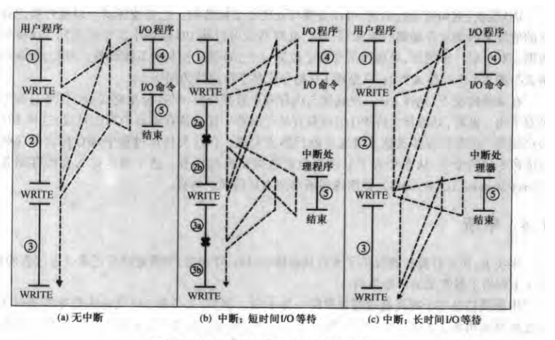 用户程序
I/O程序
①
④
WRITE
I/O 命令
⑤
②
结束
WRITE
③
WRITE
(a) 无中断
用户程序
I/O程序
①
④
WRITE
I/O命令
2a
2b
中断处
理程序
⑤
WRITE
结束
3a
3b
WRITE
(b) 中断；短时间I/O等待
用户程序
I/O程序
①
④
WRITE
I/O命令
②
中断处
理器
⑤
WRITE
结束
③
WRITE
(c) 中断；长时间I/O等待